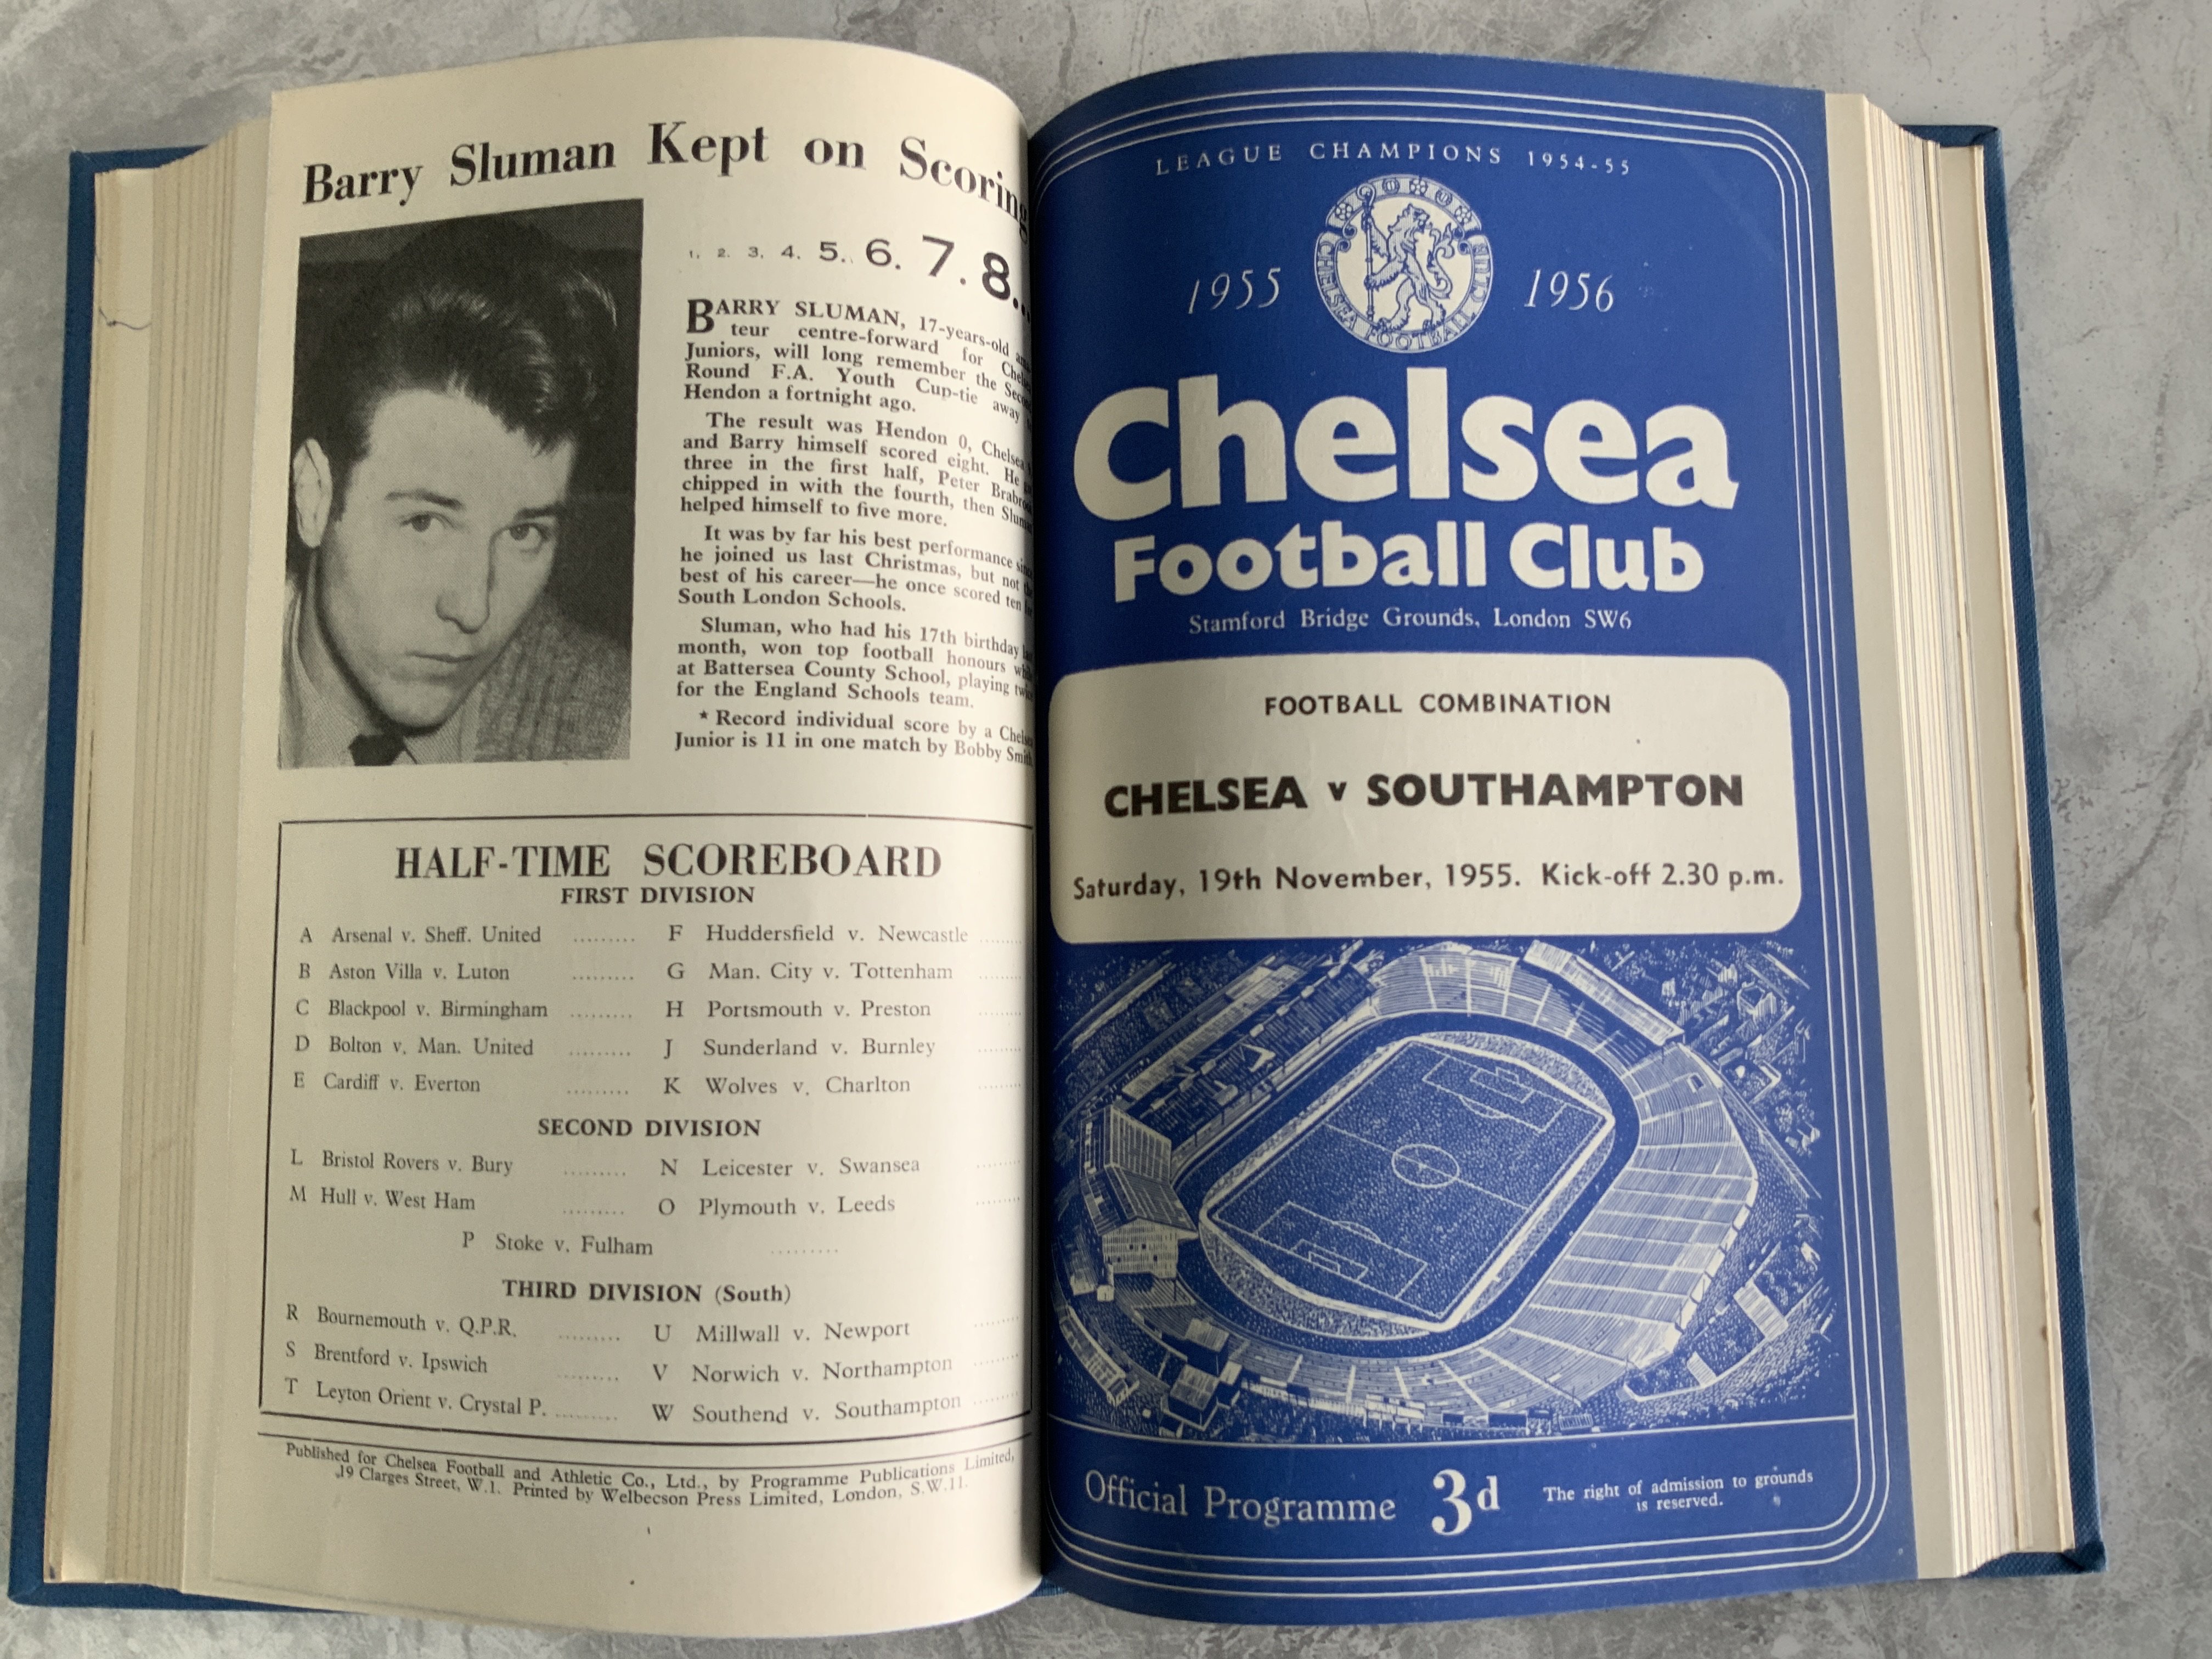 Barry Sluman Kept on Scoring
1. 2. 3. 4. 5. 6. 7. 8...
BARRY SLUMAN, 17-years-old
teur centre-forward for
Juniors, will long remember the
Round F.A. Youth Cup-tie away
Hendon a fortnight ago.
The result was Hendon 0, Chelsea
and Barry himself scored eight. He
three in the first half, Peter
chipped in with the fourth, then
helped himself to five more.
It was by far his best performance
he joined us last Christmas, but not
best of his career—he once scored ten
South London Schools.
Sluman, who had his 17th birthday
month, won top football honours
at Battersea County School, playing
for the England Schools team.
* Record individual score by a
Junior is 11 in one match by Bobby
HALF-TIME SCOREBOARD
FIRST DIVISION
A Arsenal v. Sheff. United ......... F Huddersfield v. Newcastle ........
B Aston Villa v. Luton ......... G Man. City v. Tottenham ........
C Blackpool v. Birmingham ......... H Portsmouth v. Preston ........
D Bolton v. Man. United ......... J Sunderland v. Burnley ........
E Cardiff v. Everton ......... K Wolves v. Charlton ........
SECOND DIVISION
L Bristol Rovers v. Bury ......... N Leicester v. Swansea ........
M Hull v. West Ham ......... O Plymouth v. Leeds ........
P Stoke v. Fulham .........
THIRD DIVISION (South)
R Bournemouth v. Q.P.R. ......... U Millwall v. Newport ........
S Brentford v. Ipswich ......... V Norwich v. Northampton ........
T Leyton Orient v. Crystal P. ......... W Southend v. Southampton ........
Published for Chelsea Football and Athletic Co., Ltd., by Programme Publications Limited,
19 Clarges Street, W.1. Printed by Welbecson Press Limited, London, S.W.11.
LEAGUE CHAMPIONS 1954-55
1955 1956
CHELSEA FOOTBALL CLUB
Chelsea
Football Club
Stamford Bridge Grounds, London SW6
FOOTBALL COMBINATION
CHELSEA v SOUTHAMPTON
Saturday, 19th November, 1955. Kick-off 2.30 p.m.
Official Programme 3d
The right of admission to grounds
is reserved.